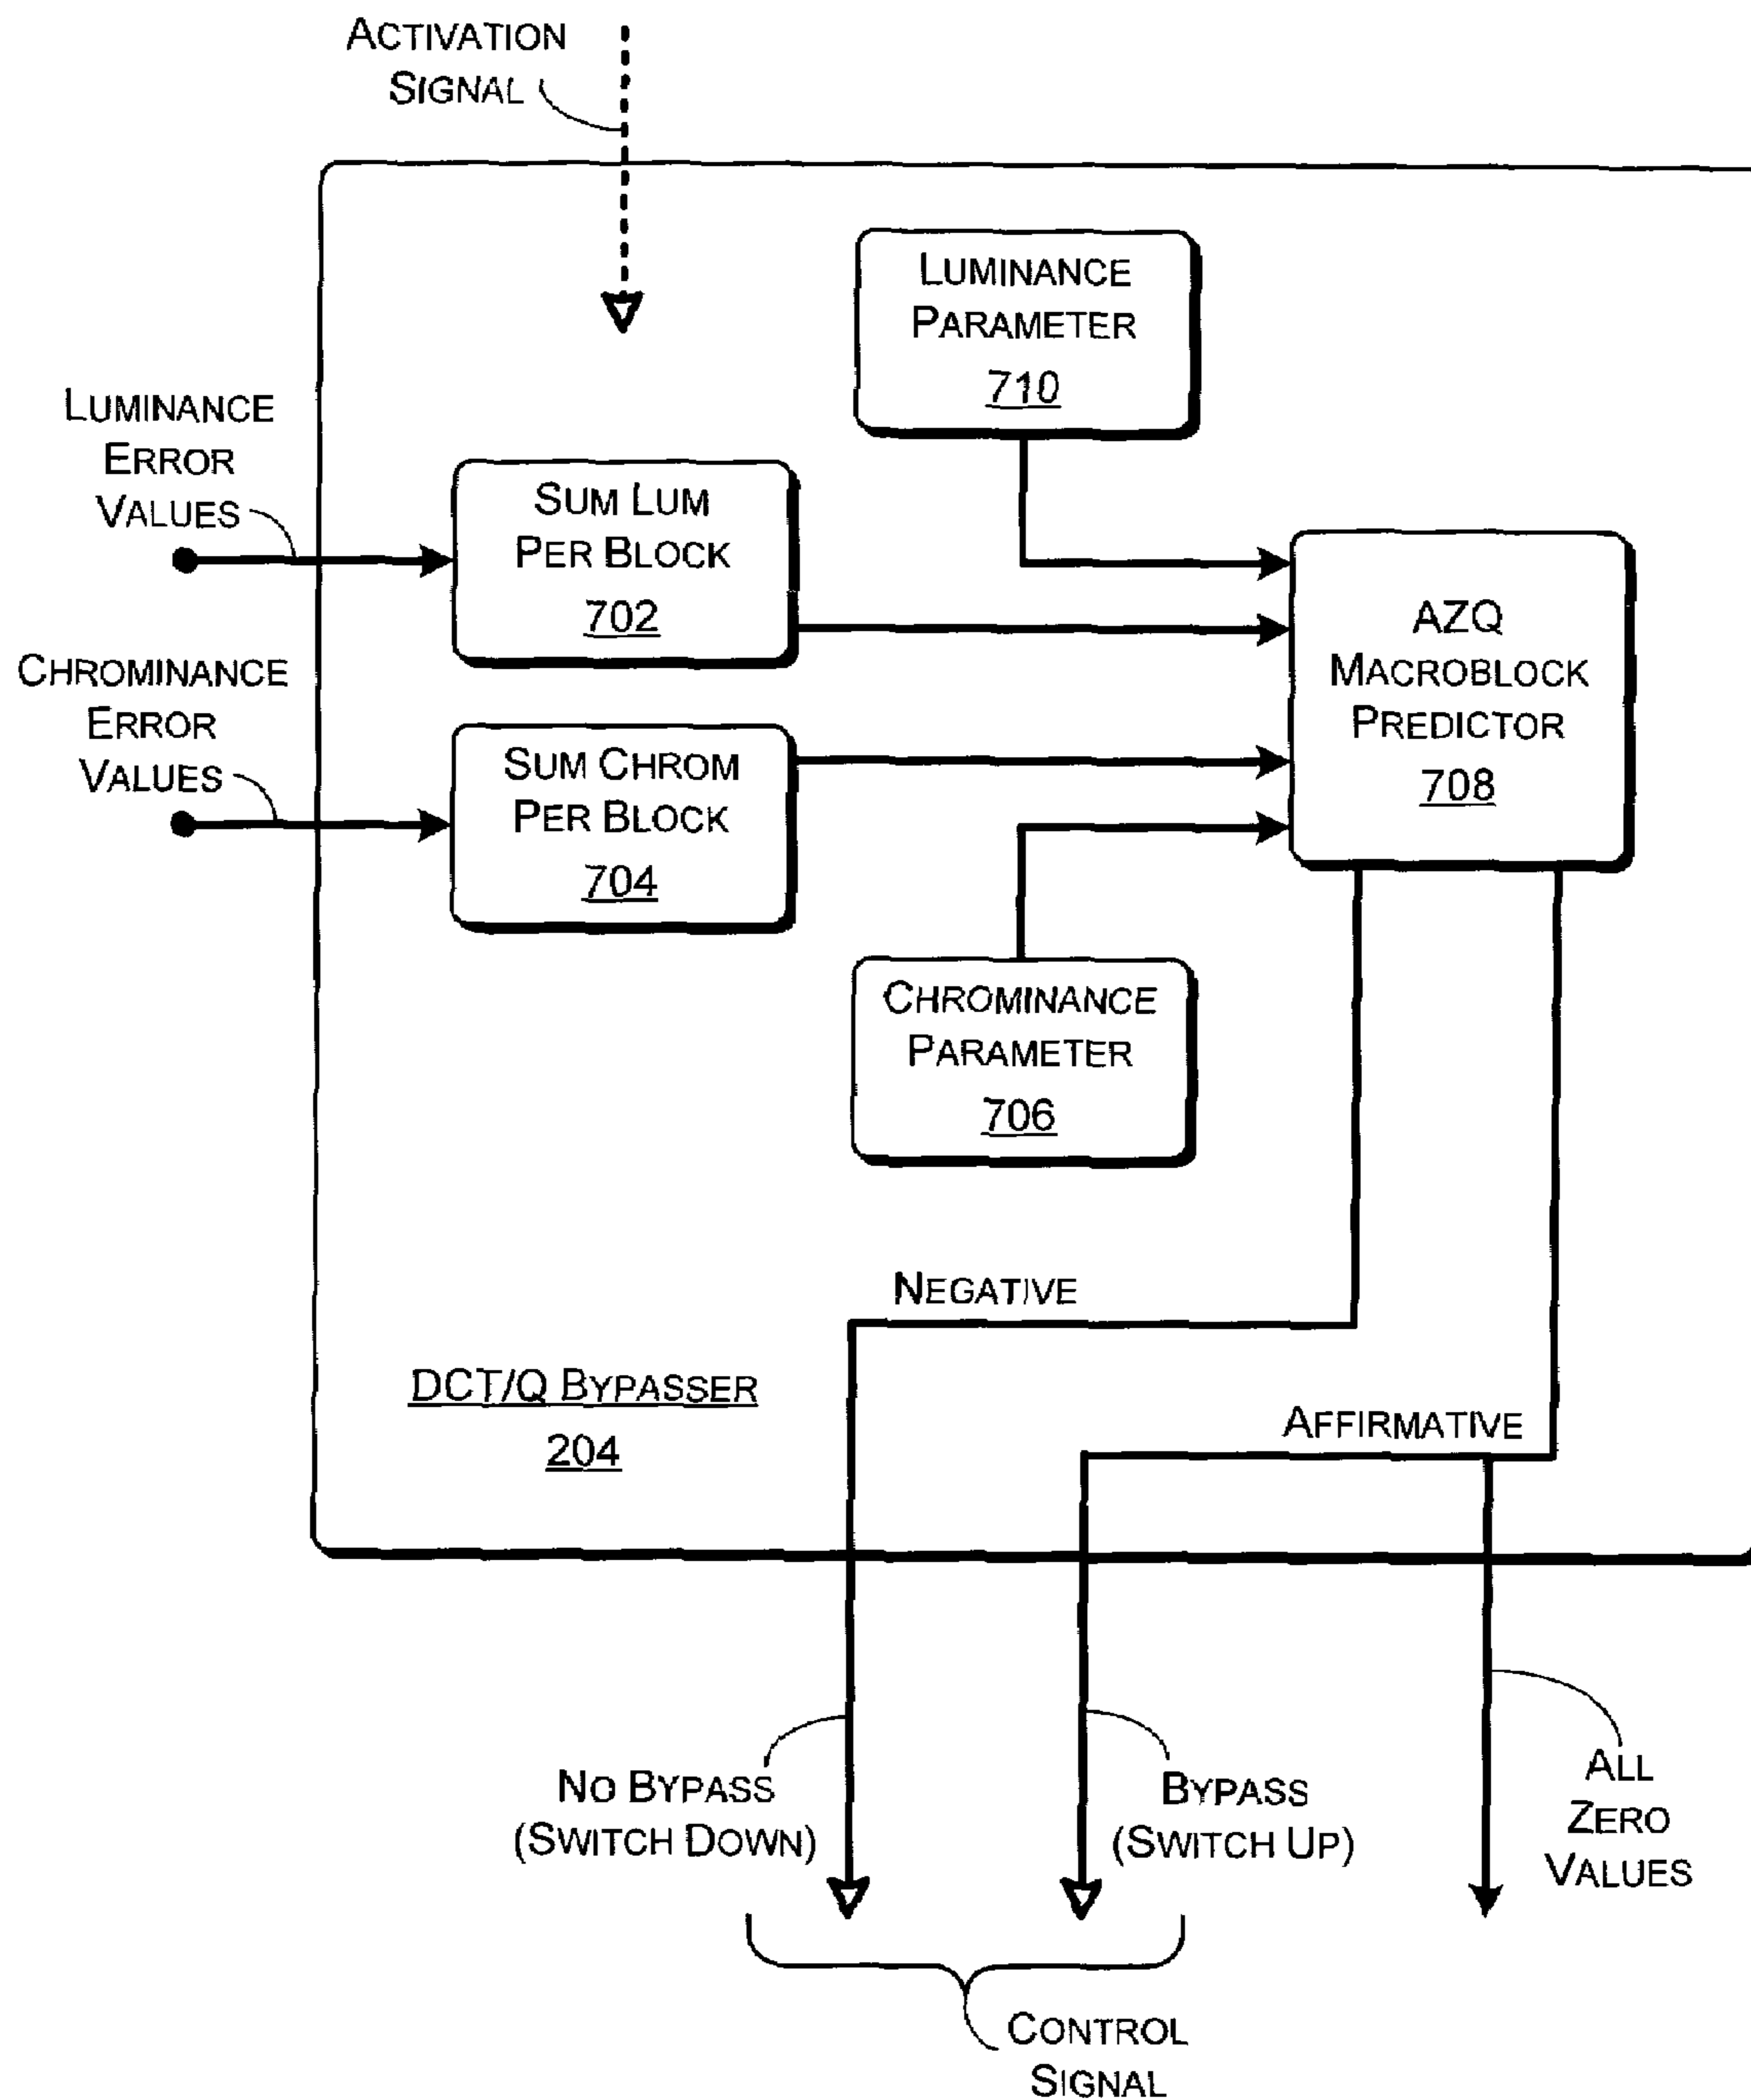 ACTIVATION
SIGNAL
LUMINANCE
PARAMETER
710
LUMINANCE
ERROR
VALUES
SUM LUM
PER BLOCK
702
AZQ
MACROBLOCK
PREDICTOR
708
CHROMINANCE
ERROR
VALUES
SUM CHROM
PER BLOCK
704
CHROMINANCE
PARAMETER
706
NEGATIVE
DCT/Q BYPASSER
204
AFFIRMATIVE
NO BYPASS
(SWITCH DOWN)
BYPASS
(SWITCH UP)
ALL
ZERO
VALUES
CONTROL
SIGNAL